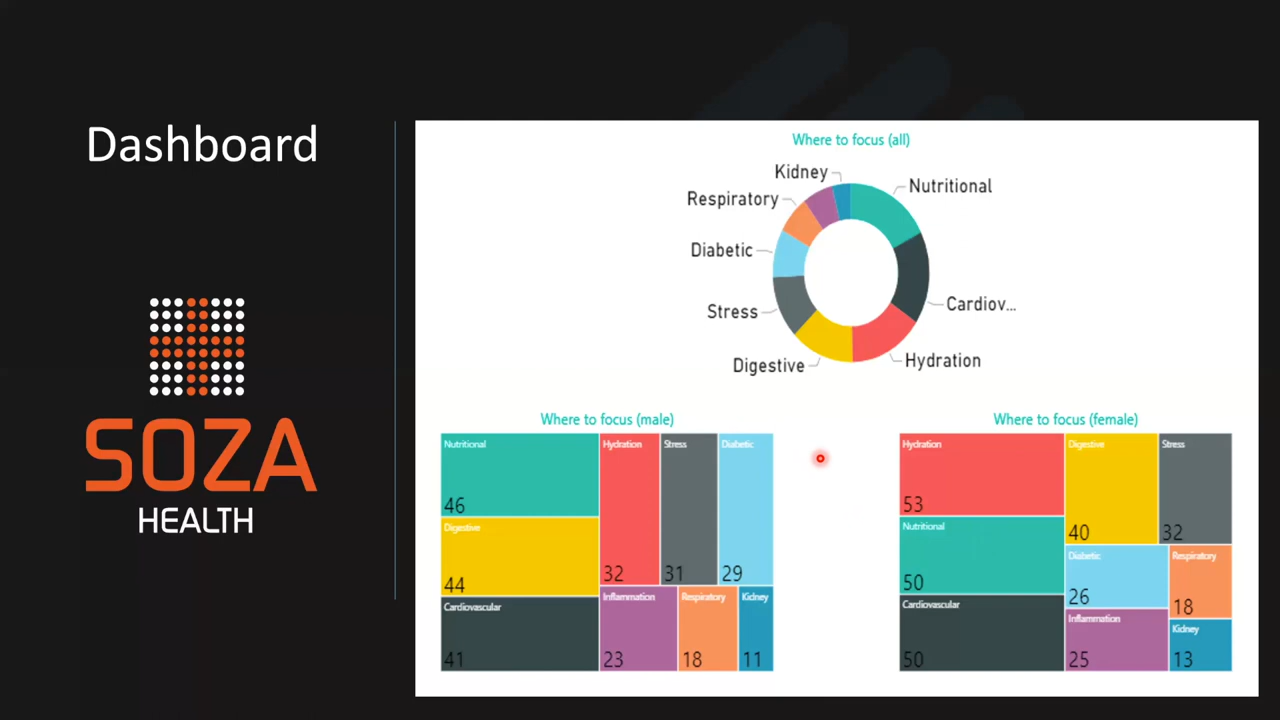 Dashboard
SOZA
HEALTH
Where to focus (all)
Kidney
Nutritional
Respiratory
Diabetic
Cardiov...
Stress
Hydration
Digestive
Where to focus (male)
Nutritional
46
Digestive
44
Cardiovascular
41
Hydration
32
Stress
31
Diabetic
29
Inflammation
23
Respiratory
18
Kidney
11
Where to focus (female)
Hydration
53
Nutritional
50
Cardiovascular
50
Digestive
40
Stress
32
Diabetic
26
Inflammation
25
Respiratory
18
Kidney
13